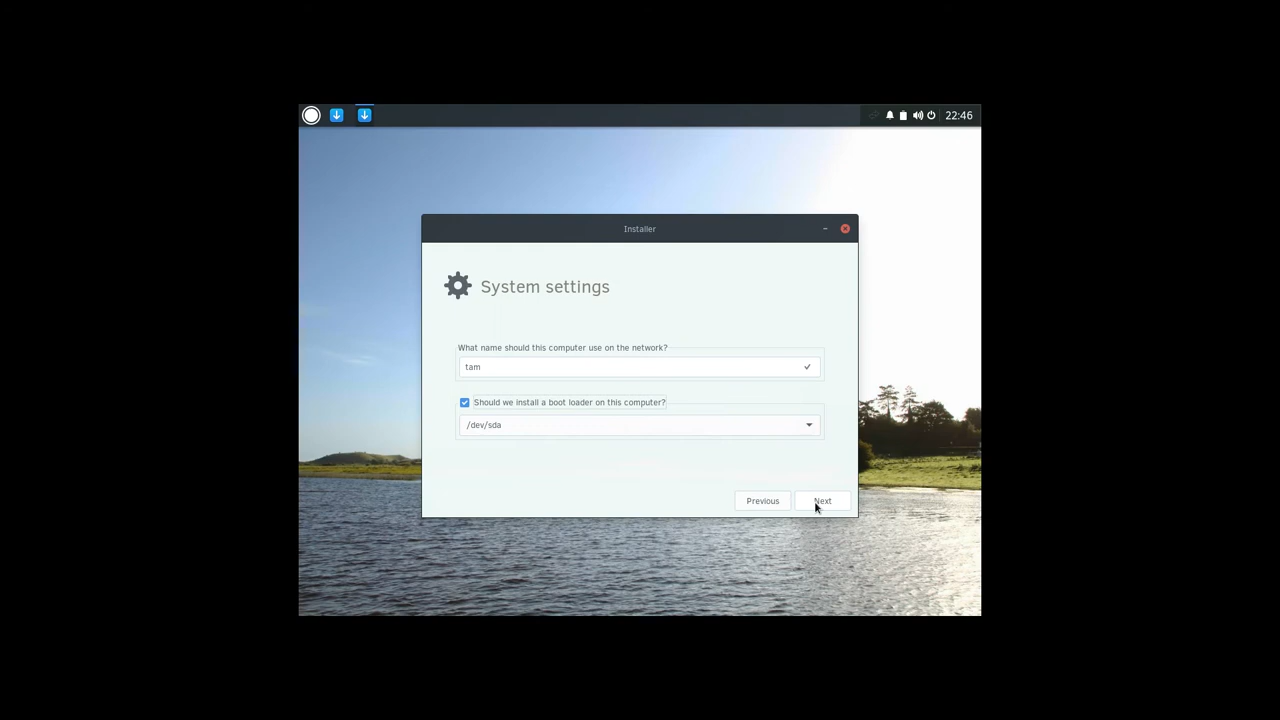 22:46
Installer
System settings
What name should this computer use on the network?
tam
Should we install a boot loader on this computer?
/dev/sda
Previous
Next